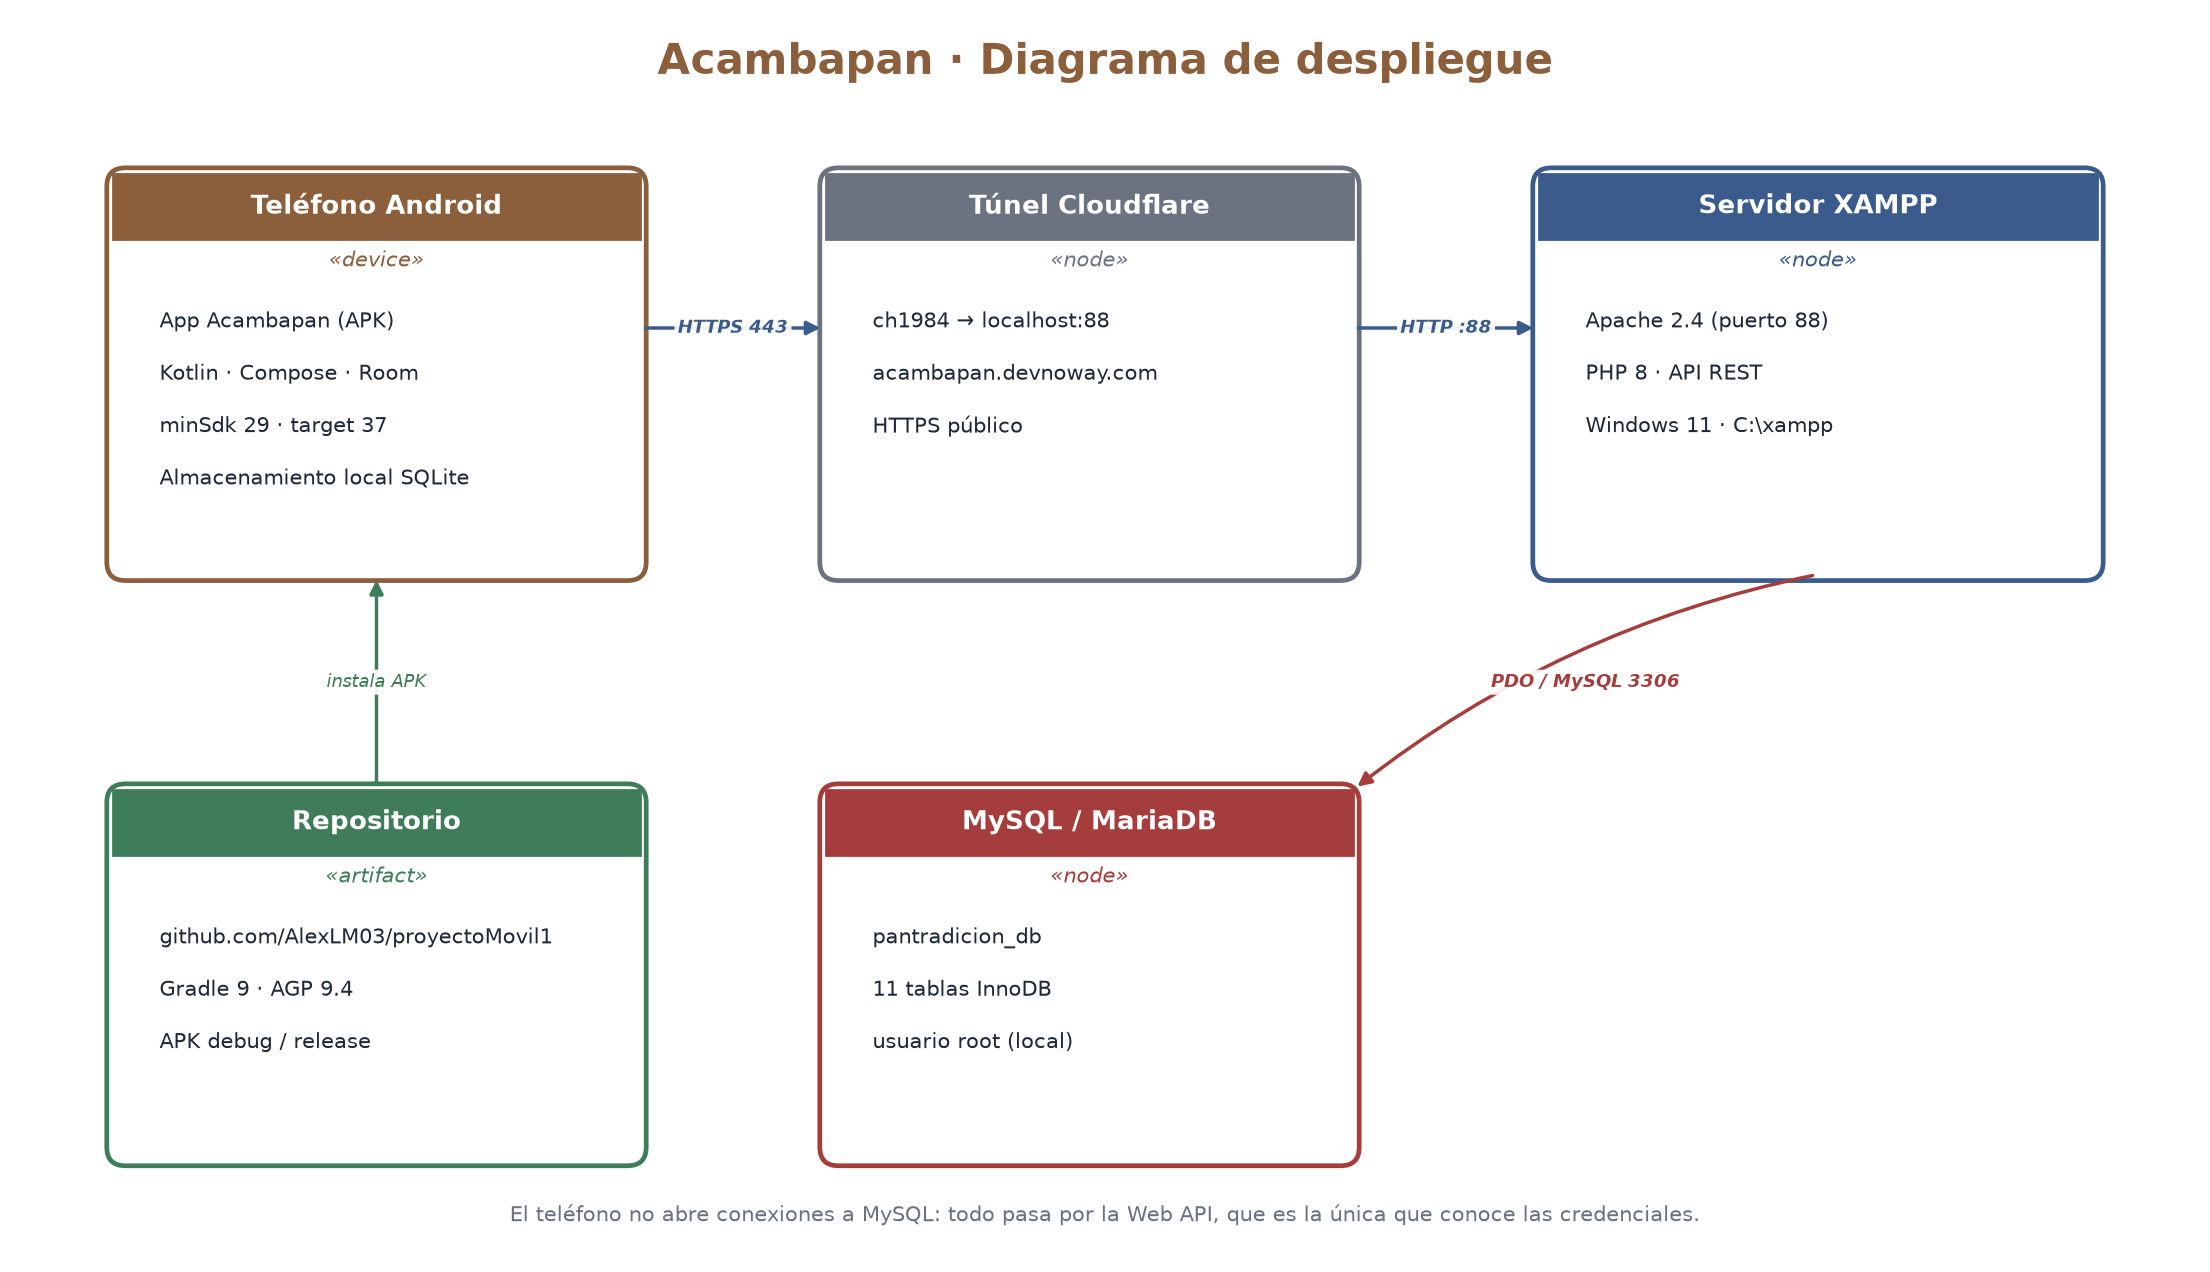 Acambapan · Diagrama de despliegue
Teléfono Android
«device»
App Acambapan (APK)
Kotlin · Compose · Room
minSdk 29 · target 37
Almacenamiento local SQLite
HTTPS 443
Túnel Cloudflare
«node»
ch1984 → localhost:88
acambapan.devnoway.com
HTTPS público
HTTP :88
Servidor XAMPP
«node»
Apache 2.4 (puerto 88)
PHP 8 · API REST
Windows 11 · C:\xampp
instala APK
PDO / MySQL 3306
Repositorio
«artifact»
github.com/AlexLM03/proyectoMovil1
Gradle 9 · AGP 9.4
APK debug / release
MySQL / MariaDB
«node»
pantradicion_db
11 tablas InnoDB
usuario root (local)
El teléfono no abre conexiones a MySQL: todo pasa por la Web API, que es la única que conoce las credenciales.